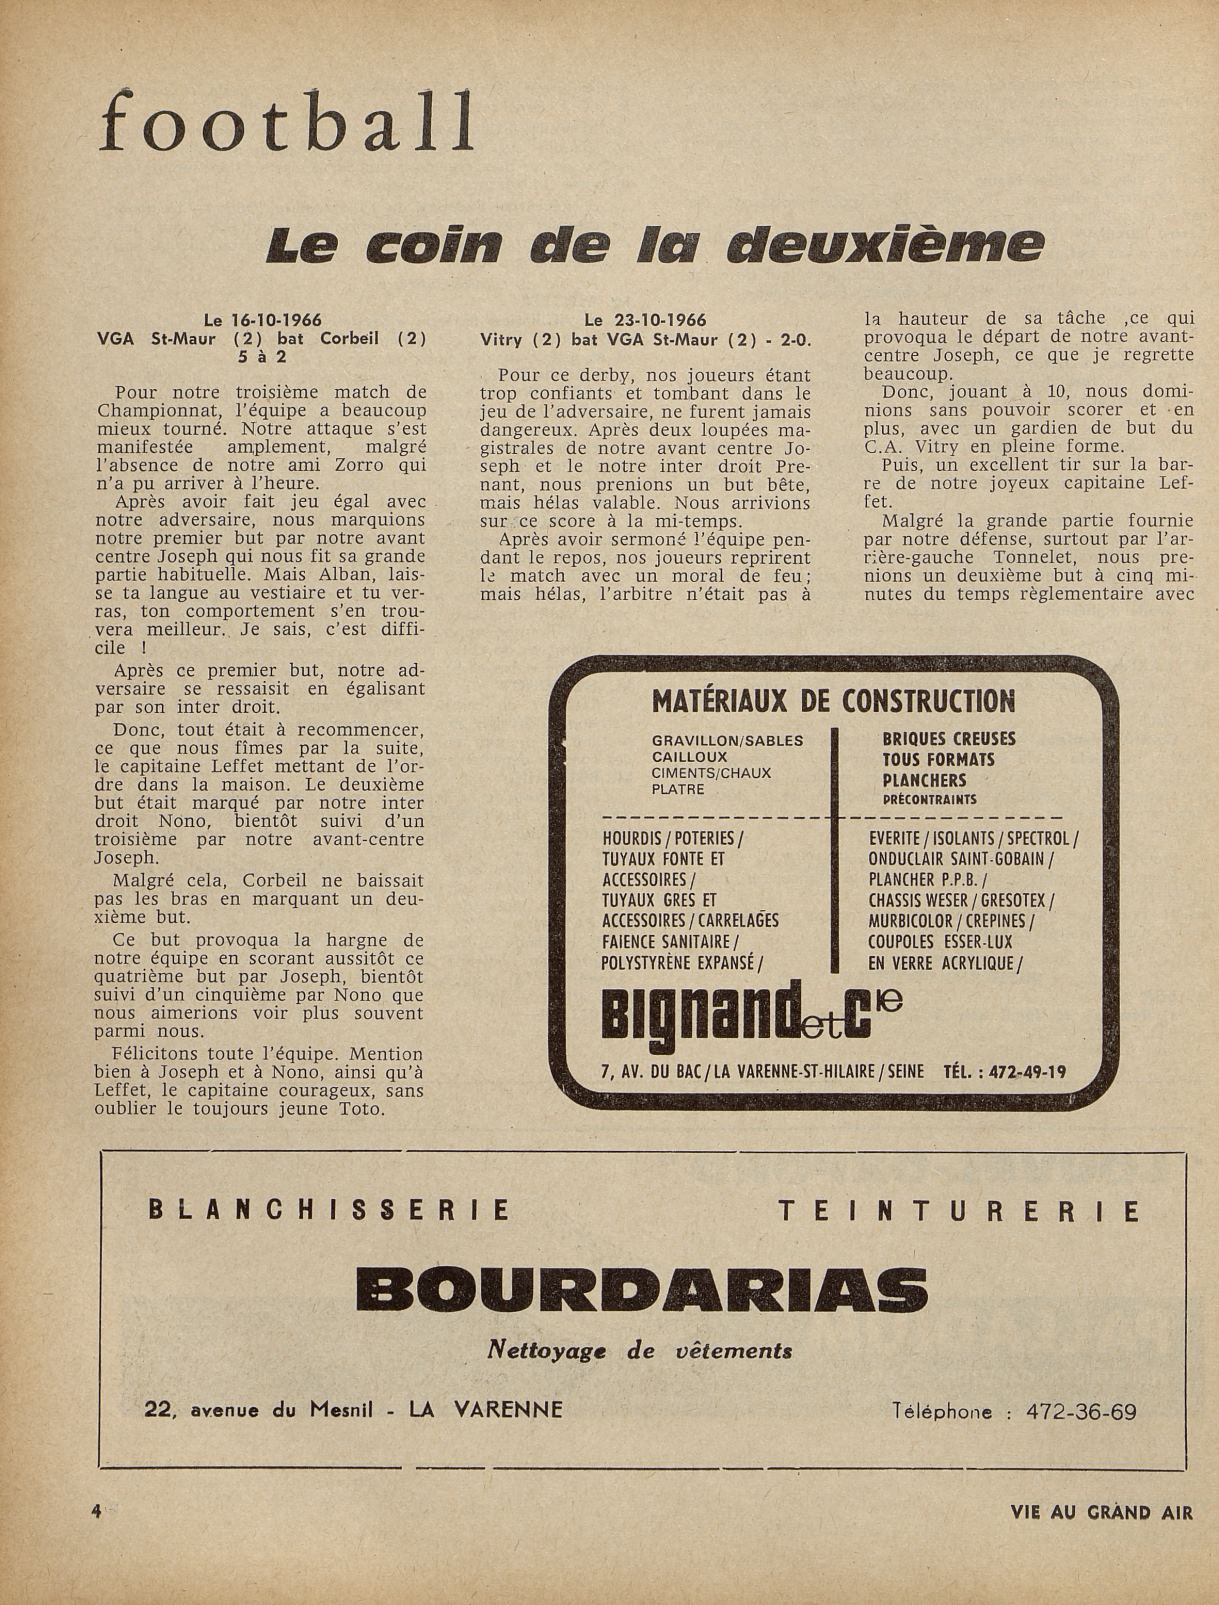 football
Le coin de la deuxième
Le 16-10-1966
VGA St-Maur (2) bat Corbeil (2)
5 à 2
Pour notre troisième match de
Championnat, l'équipe a beaucoup
mieux tourné. Notre attaque s'est
manifestée amplement, malgré
l'absence de notre ami Zorro qui
n'a pu arriver à l'heure.
Après avoir fait jeu égal avec
notre adversaire, nous marquions
notre premier but par notre avant
centre Joseph qui nous fit sa grande
partie habituelle. Mais Alban, lais-
se ta langue au vestiaire et tu ver-
ras, ton comportement s'en trou-
vera meilleur. Je sais, c'est diffi-
cile !
Après ce premier but, notre ad-
versaire se ressaisit en égalisant
par son inter droit.
Donc, tout était à recommencer,
ce que nous fîmes par la suite,
le capitaine Leffet mettant de l'or-
dre dans la maison. Le deuxième
but était marqué par notre inter
droit Nono, bientôt suivi d'un
troisième par notre avant-centre
Joseph.
Malgré cela, Corbeil ne baissait
pas les bras en marquant un deu-
xième but.
Ce but provoqua la hargne de
notre équipe en scorant aussitôt ce
quatrième but par Joseph, bientôt
suivi d'un cinquième par Nono que
nous aimerions voir plus souvent
parmi nous.
Félicitons toute l'équipe. Mention
bien à Joseph et à Nono, ainsi qu'à
Leffet, le capitaine courageux, sans
oublier le toujours jeune Toto.
Le 23-10-1966
Vitry (2) bat VGA St-Maur (2) - 2-0.
Pour ce derby, nos joueurs étant
trop confiants et tombant dans le
jeu de l'adversaire, ne furent jamais
dangereux. Après deux loupées ma-
gistrales de notre avant centre Jo-
seph et le notre inter droit Pre-
nant, nous prenions un but bête,
mais hélas valable. Nous arrivions
sur ce score à la mi-temps.
Après avoir sermoné l'équipe pen-
dant le repos, nos joueurs reprirent
le match avec un moral de feu;
mais hélas, l'arbitre n'était pas à
la hauteur de sa tâche ,ce qui
provoqua le départ de notre avant-
centre Joseph, ce que je regrette
beaucoup.
Donc, jouant à 10, nous domi-
nions sans pouvoir scorer et en
plus, avec un gardien de but du
C.A. Vitry en pleine forme.
Puis, un excellent tir sur la bar-
re de notre joyeux capitaine Lef-
fet.
Malgré la grande partie fournie
par notre défense, surtout par l'ar-
rière-gauche Tonnelet, nous pre-
nions un deuxième but à cinq mi-
nutes du temps règlementaire avec
MATÉRIAUX DE CONSTRUCTION
GRAVILLON/SABLES
CAILLOUX
CIMENTS/CHAUX
PLATRE
BRIQUES CREUSES
TOUS FORMATS
PLANCHERS
PRÉCONTRAINTS
HOURDIS / POTERIES /
TUYAUX FONTE ET
ACCESSOIRES /
TUYAUX GRES ET
ACCESSOIRES / CARRELAGES
FAIENCE SANITAIRE /
POLYSTYRÈNE EXPANSÉ /
EVERITE / ISOLANTS / SPECTROL /
ONDUCLAIR SAINT-GOBAIN /
PLANCHER P.P.B. /
CHASSIS WESER / GRESOTEX /
MURBICOLOR / CREPINES /
COUPOLES ESSER-LUX
EN VERRE ACRYLIQUE /
BIgnand et Cie
7, AV. DU BAC / LA VARENNE-ST-HILAIRE / SEINE TÉL. : 472-49-19
BLANCHISSERIE TEINTURERIE
BOURDARIAS
Nettoyage de vêtements
22, avenue du Mesnil - LA VARENNE Téléphone : 472-36-69
4 VIE AU GRAND AIR